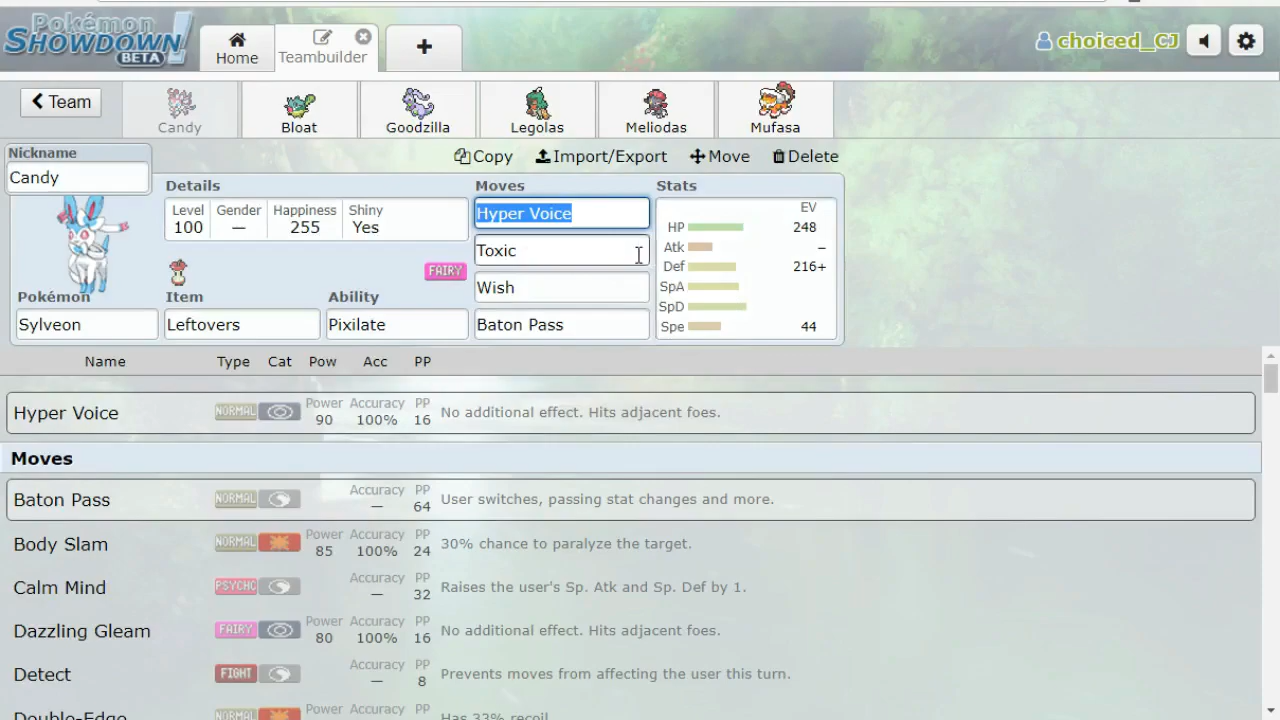 Pokémon
SHOWDOWN!
BETA
Home
Teambuilder
choiced_CJ
Team
Candy
Bloat
Goodzilla
Legolas
Meliodas
Mufasa
Nickname
Candy
Copy Import/Export Move Delete
Details
Level Gender Happiness Shiny
100 — 255 Yes
FAIRY
Pokémon Item Ability
Sylveon Leftovers Pixilate
Moves
Hyper Voice
Toxic
Wish
Baton Pass
Stats
EV
HP 248
Atk –
Def 216+
SpA
SpD
Spe 44
Name Type Cat Pow Acc PP
Hyper Voice NORMAL Power 90 Accuracy 100% PP 16 No additional effect. Hits adjacent foes.
Moves
Baton Pass NORMAL Accuracy — PP 64 User switches, passing stat changes and more.
Body Slam NORMAL Power 85 Accuracy 100% PP 24 30% chance to paralyze the target.
Calm Mind PSYCHC Accuracy — PP 32 Raises the user's Sp. Atk and Sp. Def by 1.
Dazzling Gleam FAIRY Power 80 Accuracy 100% PP 16 No additional effect. Hits adjacent foes.
Detect FIGHT Accuracy — PP 8 Prevents moves from affecting the user this turn.
Double-Edge NORMAL Power Accuracy PP Has 33% recoil.